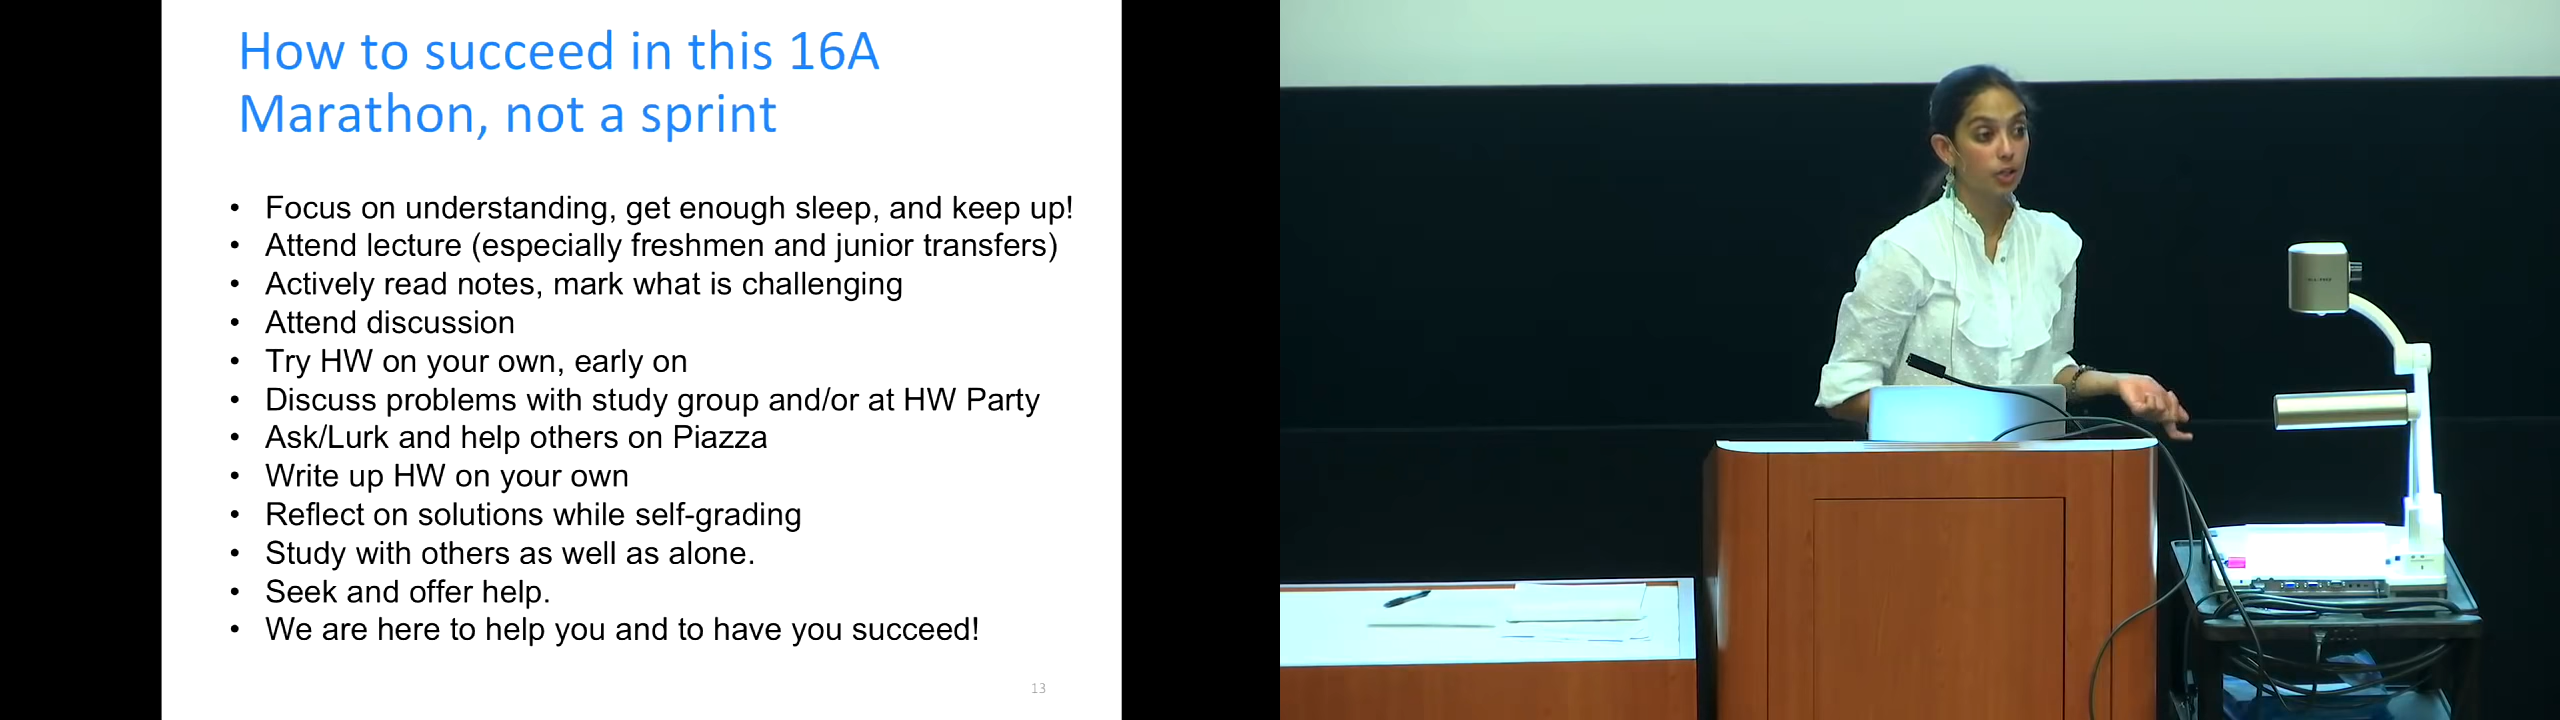 How to succeed in this 16A
Marathon, not a sprint
• Focus on understanding, get enough sleep, and keep up!
• Attend lecture (especially freshmen and junior transfers)
• Actively read notes, mark what is challenging
• Attend discussion
• Try HW on your own, early on
• Discuss problems with study group and/or at HW Party
• Ask/Lurk and help others on Piazza
• Write up HW on your own
• Reflect on solutions while self-grading
• Study with others as well as alone.
• Seek and offer help.
• We are here to help you and to have you succeed!
13